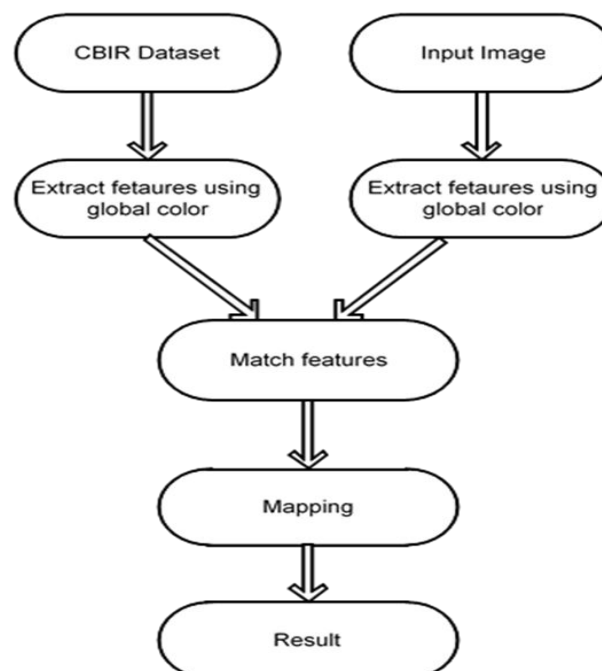 CBIR Dataset
Input Image
Extract fetaures using
global color
Extract fetaures using
global color
Match features
Mapping
Result